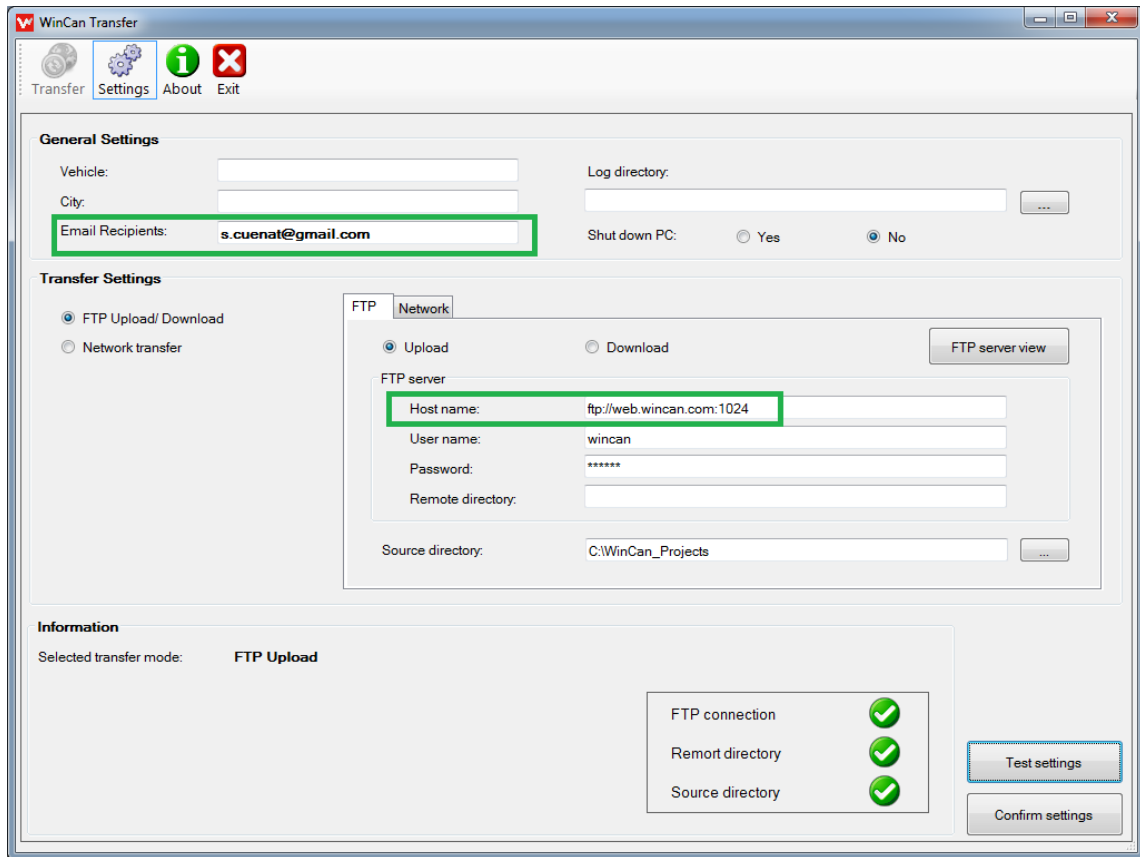 WinCan Transfer
Transfer Settings About Exit
General Settings
Vehicle:
City:
Email Recipients: s.cuenat@gmail.com
Log directory:
...
Shut down PC: Yes No
Transfer Settings
FTP Upload/ Download
Network transfer
FTP Network
Upload Download FTP server view
FTP server
Host name: ftp://web.wincan.com:1024
User name: wincan
Password: ******
Remote directory:
Source directory: C:\WinCan_Projects ...
Information
Selected transfer mode: FTP Upload
FTP connection
Remort directory
Source directory
Test settings
Confirm settings